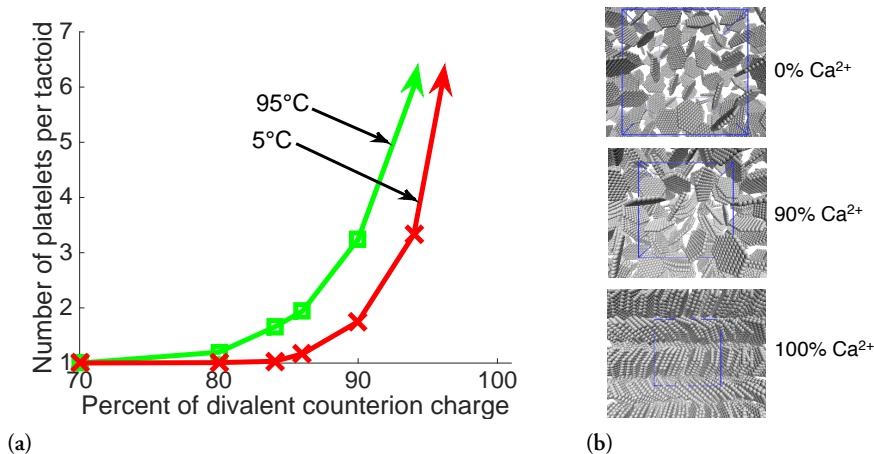 Number of platelets per tactoid
7
6
5
4
3
2
1
95°C
5°C
70
80
90
100
Percent of divalent counterion charge
(a)
0% Ca²⁺
90% Ca²⁺
100% Ca²⁺
(b)